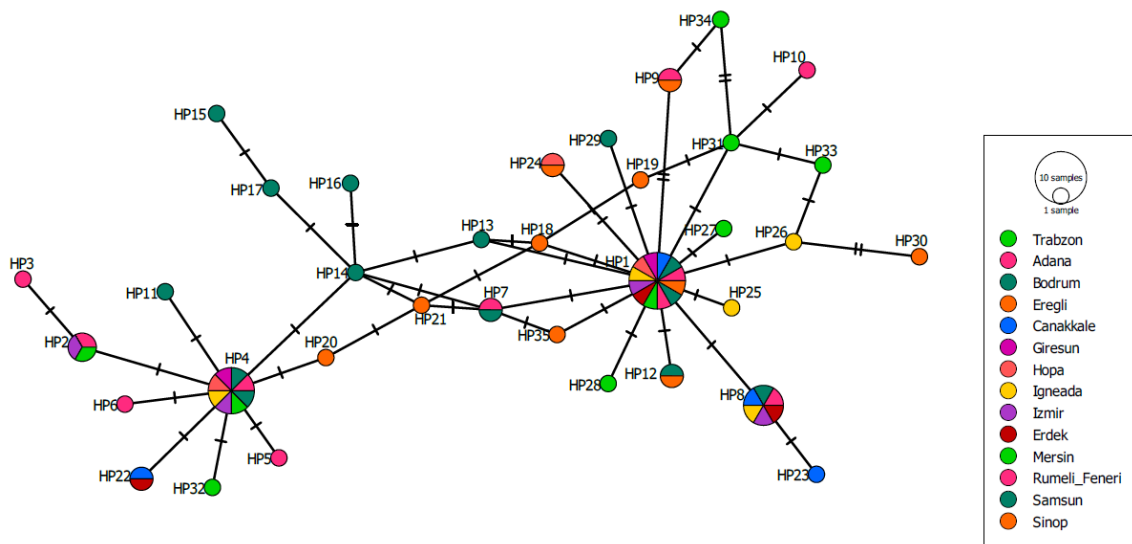 HP34
HP10
HP9
HP15
HP29
HP31
HP33
HP24
HP19
HP16
HP17
HP27
HP26
HP13
HP18
HP30
HP1
HP14
HP3
HP11
HP7
HP25
HP21
HP2
HP20
HP35
HP4
HP12
HP28
HP8
HP6
HP5
HP22
HP32
HP23
10 samples
1 sample
Trabzon
Adana
Bodrum
Eregli
Canakkale
Giresun
Hopa
Igneada
Izmir
Erdek
Mersin
Rumeli_Feneri
Samsun
Sinop